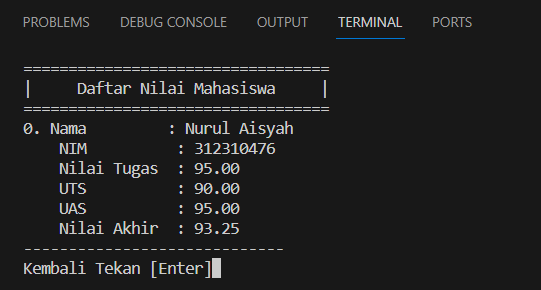 PROBLEMS DEBUG CONSOLE OUTPUT TERMINAL PORTS
==================================
|     Daftar Nilai Mahasiswa     |
==================================
0. Nama         : Nurul Aisyah
    NIM          : 312310476
    Nilai Tugas  : 95.00
    UTS          : 90.00
    UAS          : 95.00
    Nilai Akhir  : 93.25
-----------------------------
Kembali Tekan [Enter]